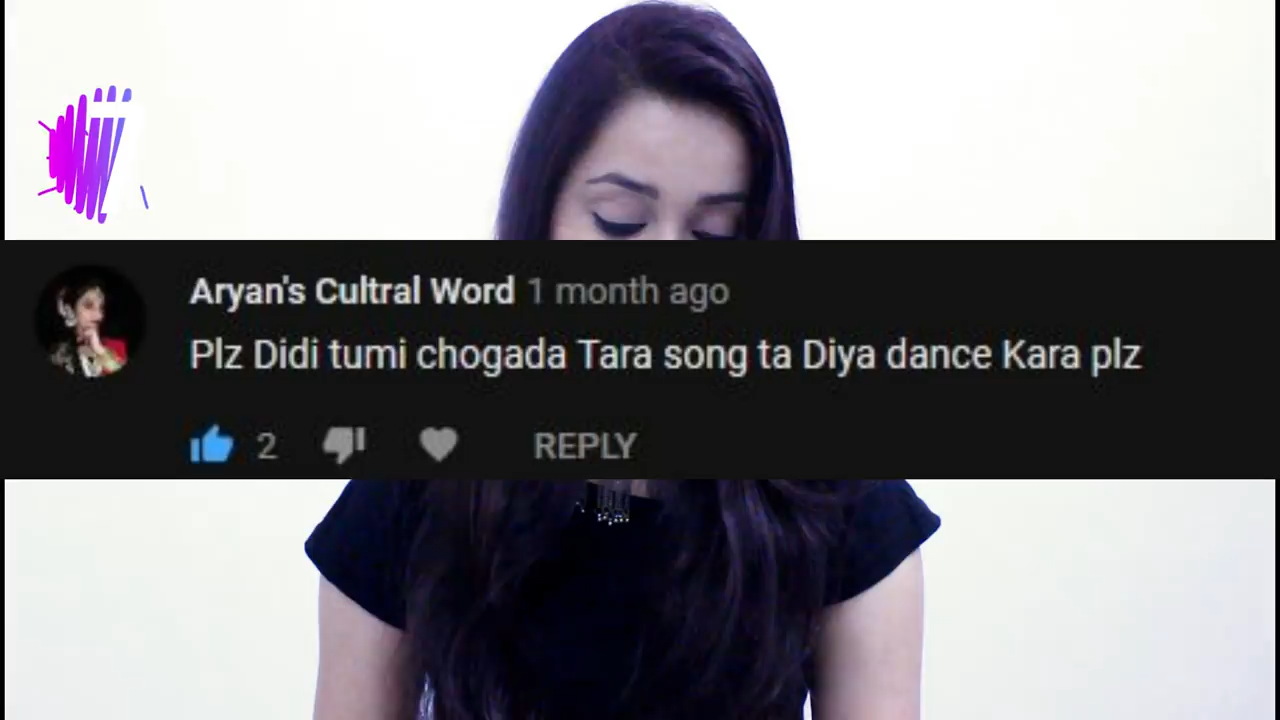 Aryan's Cultral Word 1 month ago
Plz Didi tumi chogada Tara song ta Diya dance Kara plz
2 REPLY